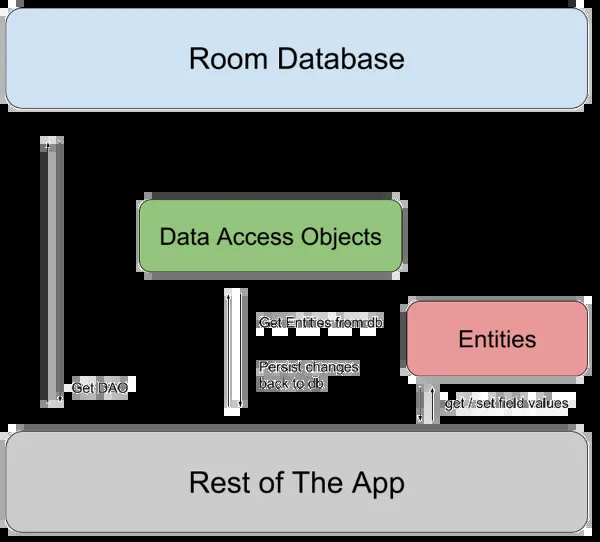 Room Database
Data Access Objects
Get Entities from db
Entities
Persist changes
back to db
Get DAO
get / set field values
Rest of The App